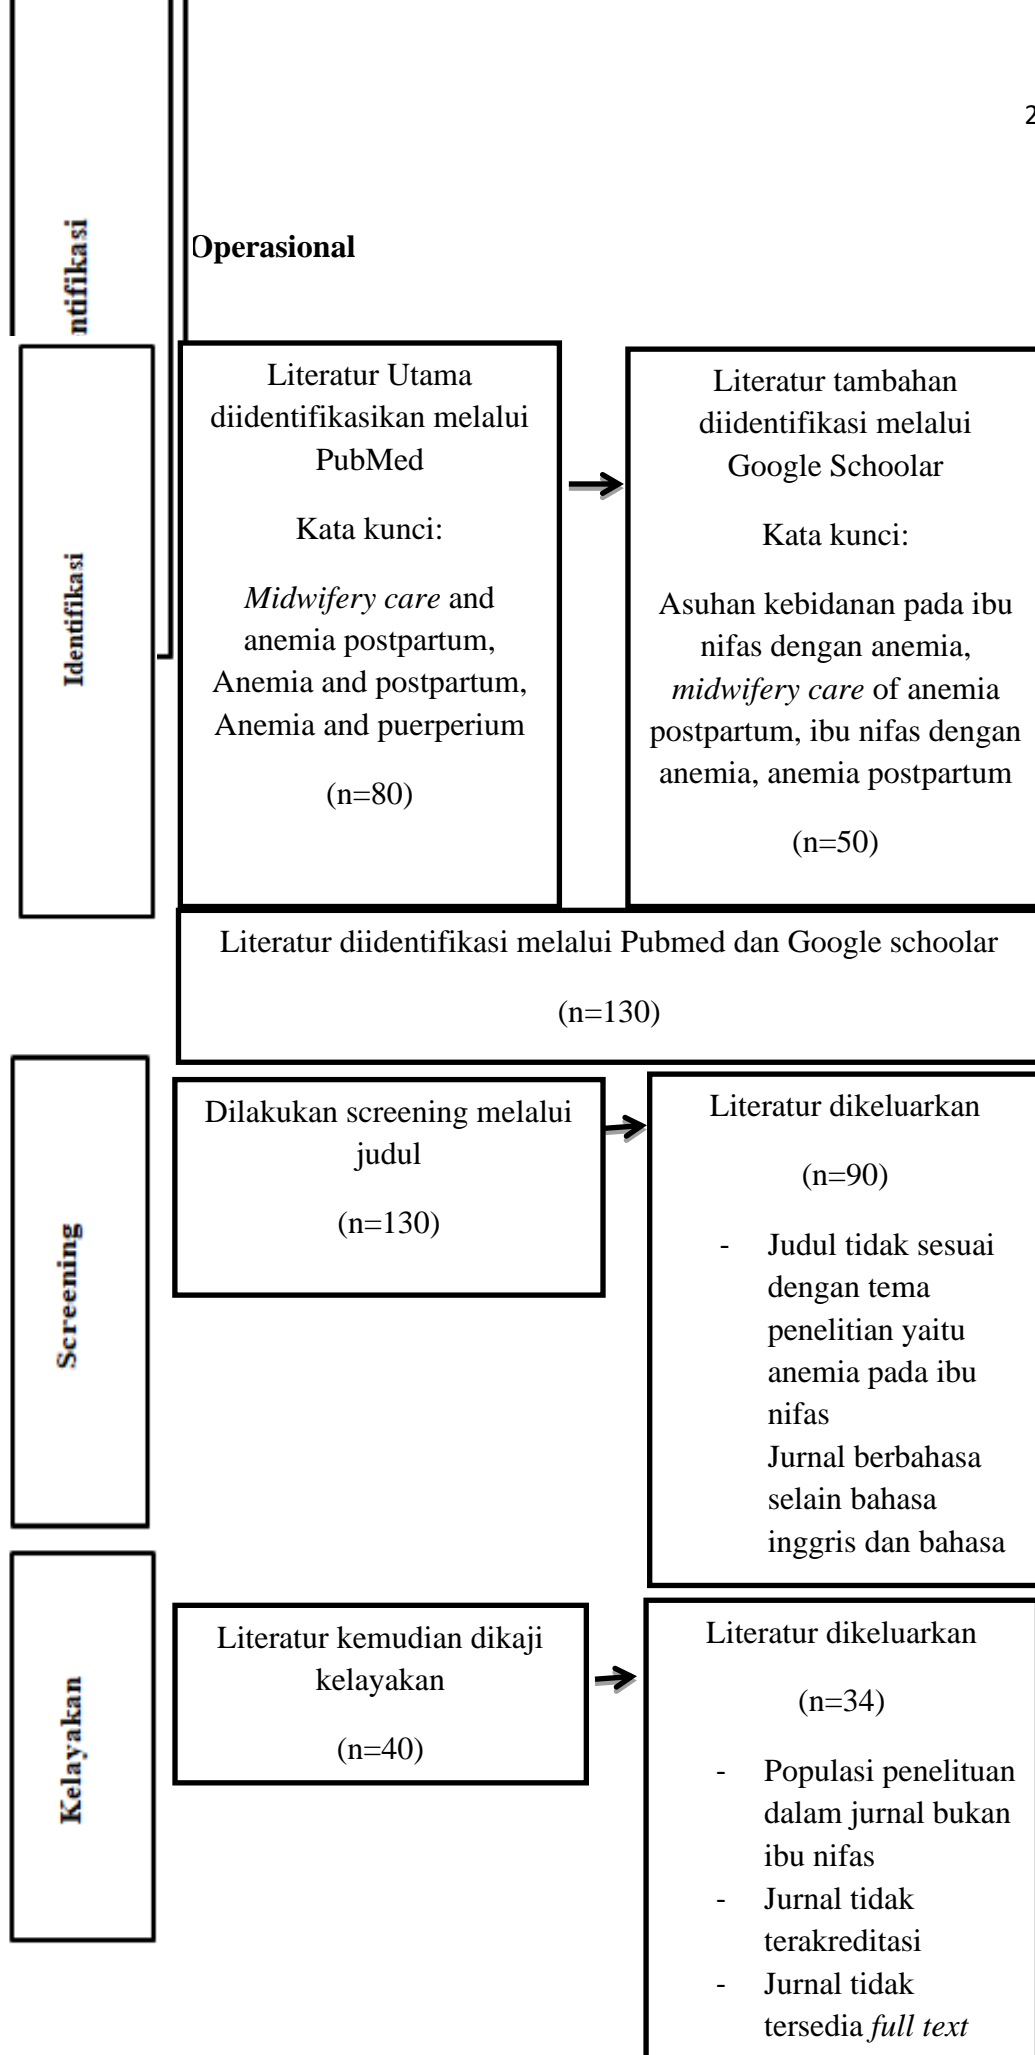 2
Operasional
ntifikasi
Identifikasi
Literatur Utama
diidentifikasikan melalui
PubMed
Kata kunci:
Midwifery care and
anemia postpartum,
Anemia and postpartum,
Anemia and puerperium
(n=80)
Literatur tambahan
diidentifikasi melalui
Google Schoolar
Kata kunci:
Asuhan kebidanan pada ibu
nifas dengan anemia,
midwifery care of anemia
postpartum, ibu nifas dengan
anemia, anemia postpartum
(n=50)
Literatur diidentifikasi melalui Pubmed dan Google schoolar
(n=130)
Screening
Dilakukan screening melalui
judul
(n=130)
Literatur dikeluarkan
(n=90)
- Judul tidak sesuai
dengan tema
penelitian yaitu
anemia pada ibu
nifas
Jurnal berbahasa
selain bahasa
inggris dan bahasa
Kelayakan
Literatur kemudian dikaji
kelayakan
(n=40)
Literatur dikeluarkan
(n=34)
- Populasi penelituan
dalam jurnal bukan
ibu nifas
- Jurnal tidak
terakreditasi
- Jurnal tidak
tersedia full text